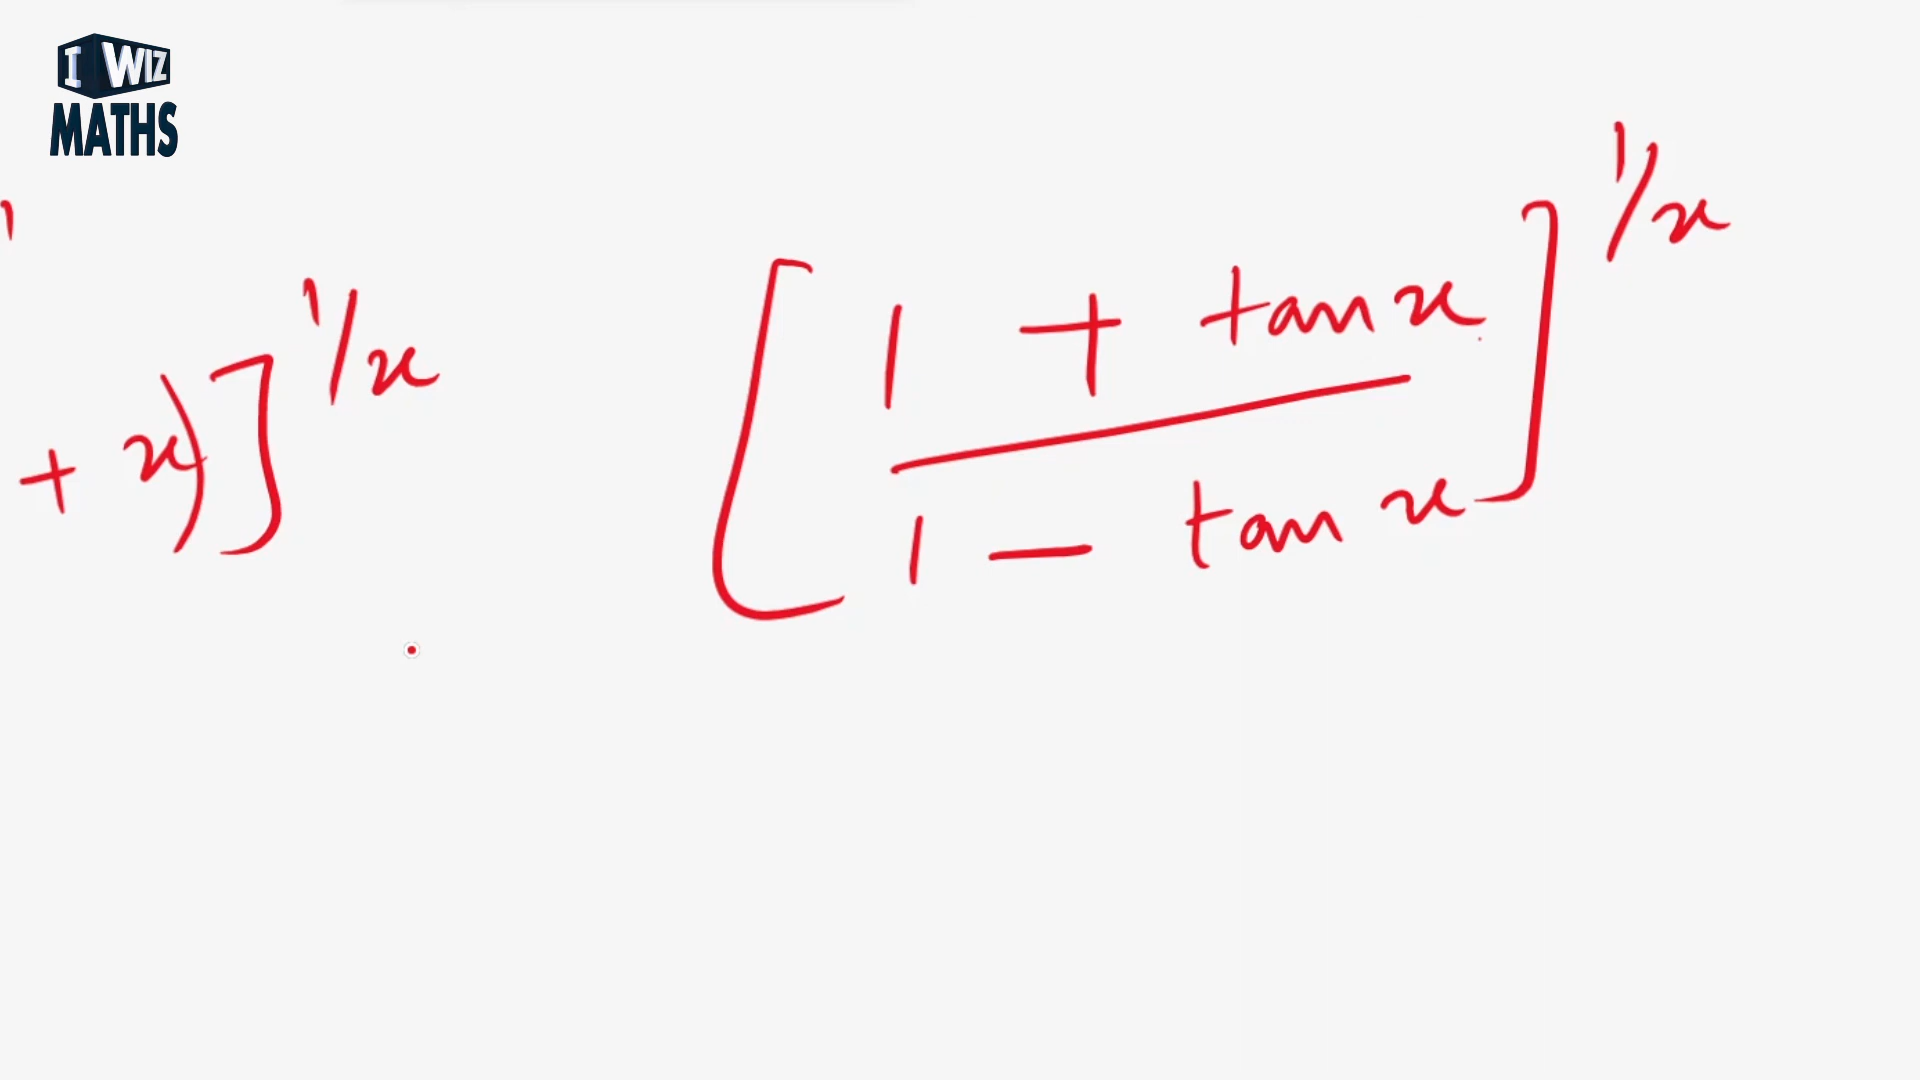 I WIZ
MATHS
+ x)]^{1/x}
[(1 + tan x)/(1 - tan x)]^{1/x}